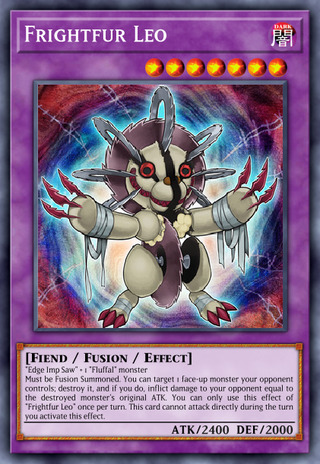 Frightfur Leo
DARK
闇
[Fiend / Fusion / Effect]
"Edge Imp Saw" + 1 "Fluffal" monster
Must be Fusion Summoned. You can target 1 face-up monster your opponent
controls; destroy it, and if you do, inflict damage to your opponent equal to
the destroyed monster's original ATK. You can only use this effect of
"Frightfur Leo" once per turn. This card cannot attack directly during the turn
you activate this effect.
ATK/2400 DEF/2000